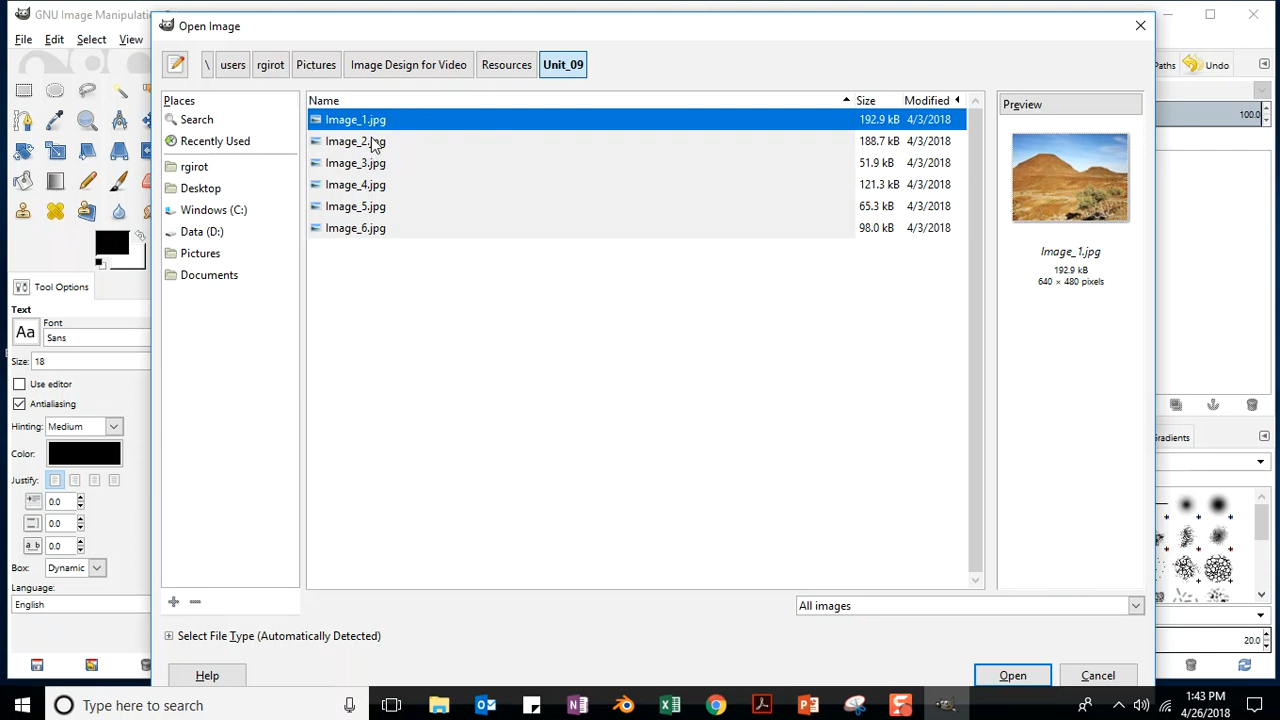 GNU Image Manipulati
Open Image
File Edit Select View
\ users rgirot Pictures Image Design for Video Resources Unit_09
Paths Undo
Places
Search
Recently Used
rgirot
Desktop
Windows (C:)
Data (D:)
Pictures
Documents
Name Size Modified
Image_1.jpg 192.9 kB 4/3/2018
Image_2.jpg 188.7 kB 4/3/2018
Image_3.jpg 51.9 kB 4/3/2018
Image_4.jpg 121.3 kB 4/3/2018
Image_5.jpg 65.3 kB 4/3/2018
Image_6.jpg 98.0 kB 4/3/2018
Preview
Image_1.jpg
192.9 kB
640 × 480 pixels
100.0
Tool Options
Text
Font
Aa Sans
Size: 18
Use editor
Antialiasing
Hinting: Medium
Color:
Justify:
0.0
0.0
a b 0.0
Box: Dynamic
Language:
English
Gradients
20.0
All images
Select File Type (Automatically Detected)
Help Open Cancel
Type here to search
1:43 PM
4/26/2018